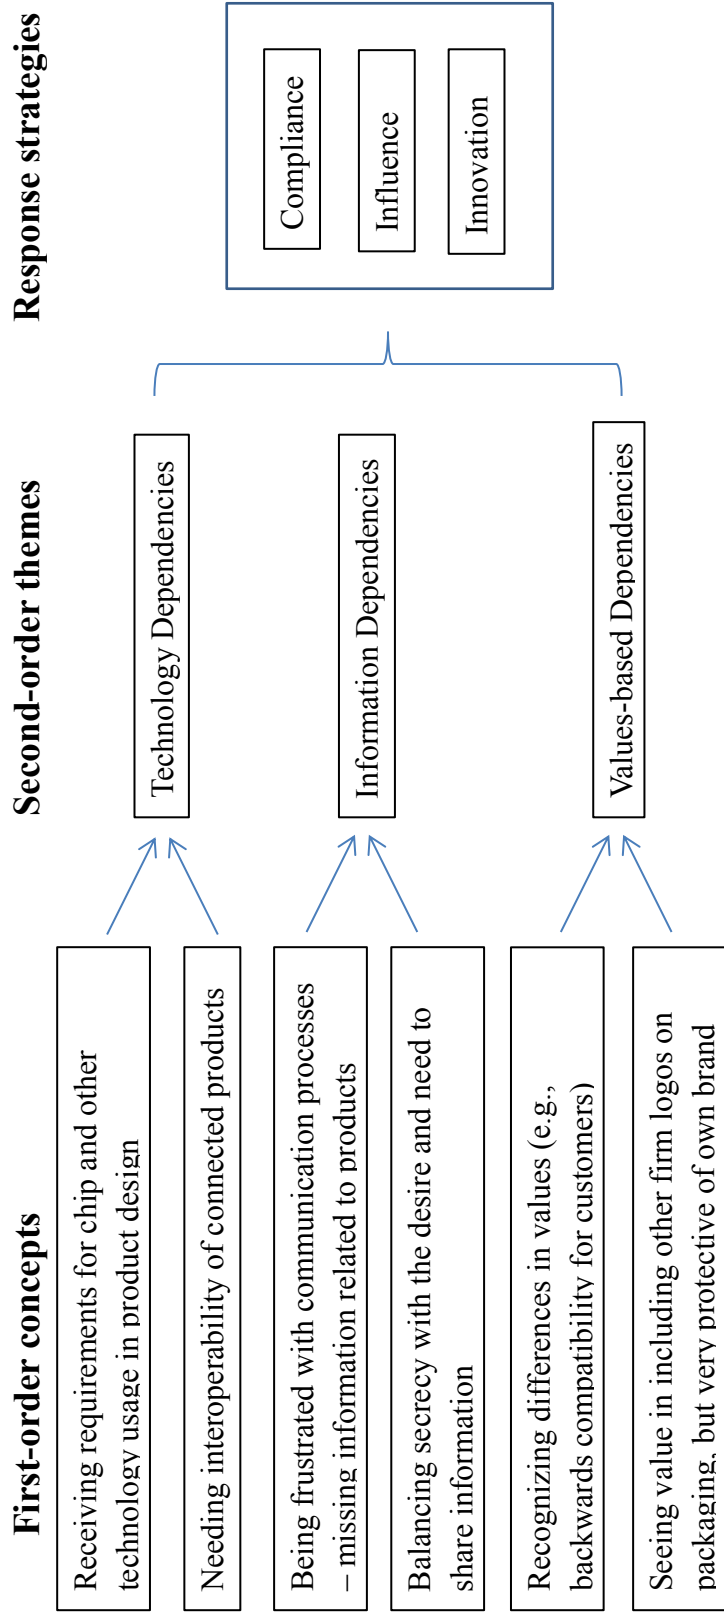 First-order concepts
Second-order themes
Response strategies
Receiving requirements for chip and other
technology usage in product design
Needing interoperability of connected products
Being frustrated with communication processes
– missing information related to products
Balancing secrecy with the desire and need to
share information
Recognizing differences in values (e.g.,
backwards compatibility for customers)
Seeing value in including other firm logos on
packaging, but very protective of own brand
Technology Dependencies
Information Dependencies
Values-based Dependencies
Compliance
Influence
Innovation